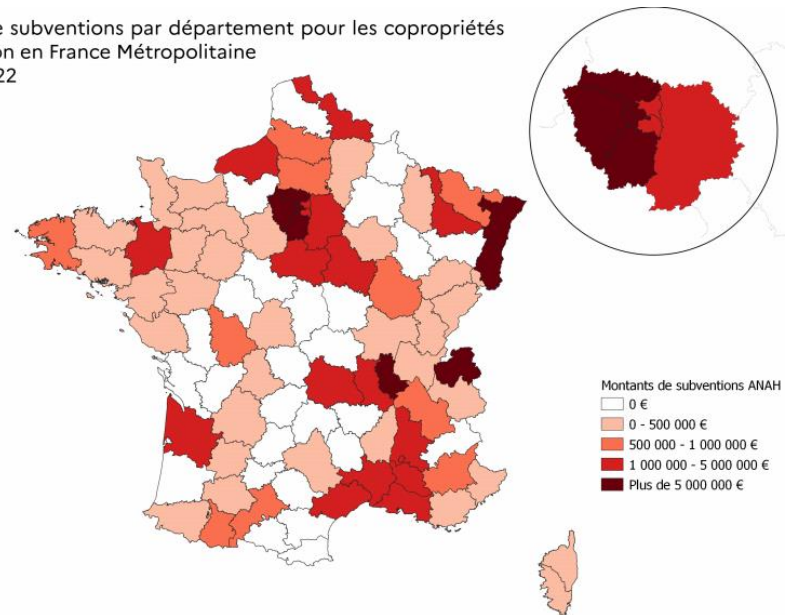 e subventions par département pour les copropriétés
on en France Métropolitaine
22
Montants de subventions ANAH
0 €
0 - 500 000 €
500 000 - 1 000 000 €
1 000 000 - 5 000 000 €
Plus de 5 000 000 €